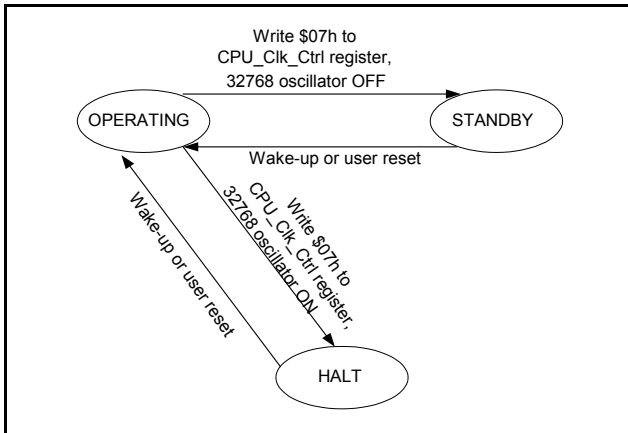 Write $07h to
CPU_Clk_Ctrl register,
32768 oscillator OFF
OPERATING
STANDBY
Wake-up or user reset
Write $07h to
CPU_Clk_Ctrl register,
32768 oscillator ON
Wake-up or user reset
HALT